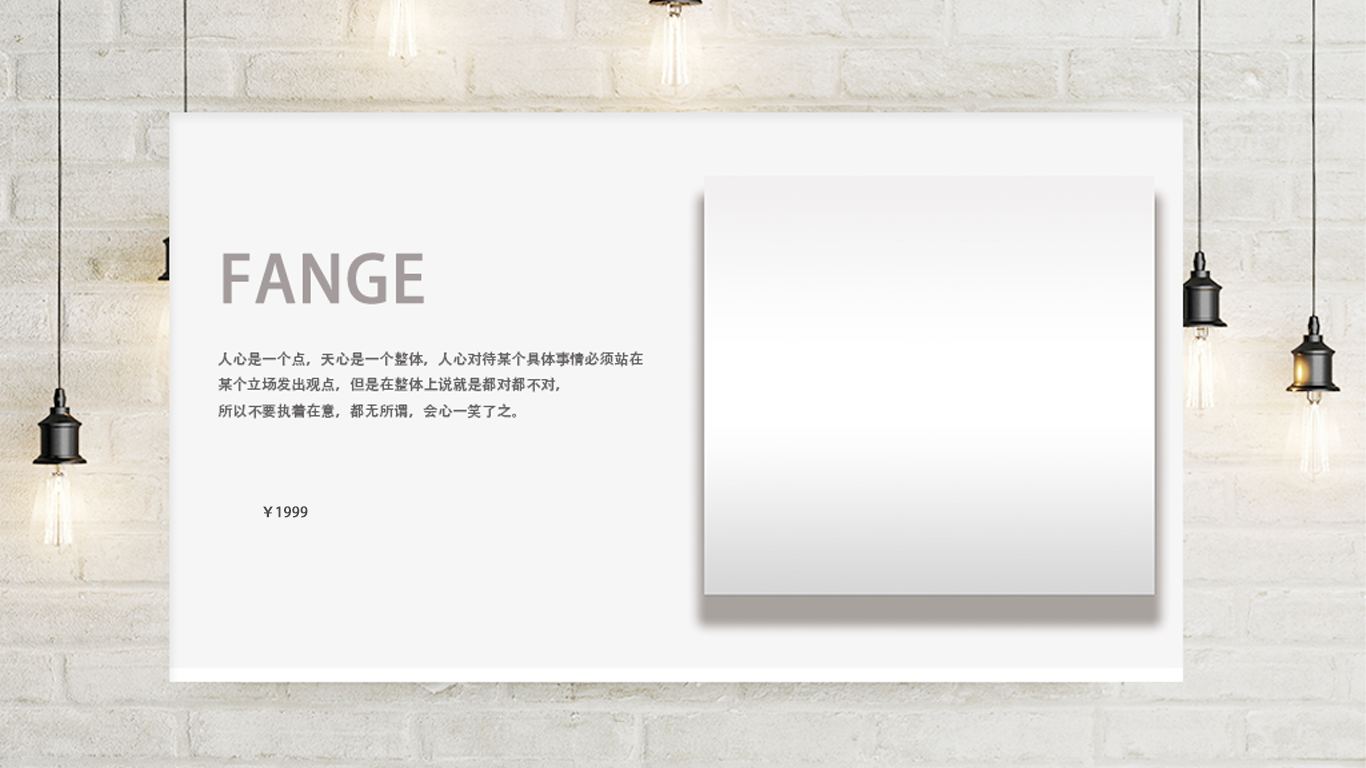 FANGE
人心是一个点，天心是一个整体，人心对待某个具体事情必须站在
某个立场发出观点，但是在整体上说就是都对都不对，
所以不要执着在意，都无所谓，会心一笑了之。
￥1999